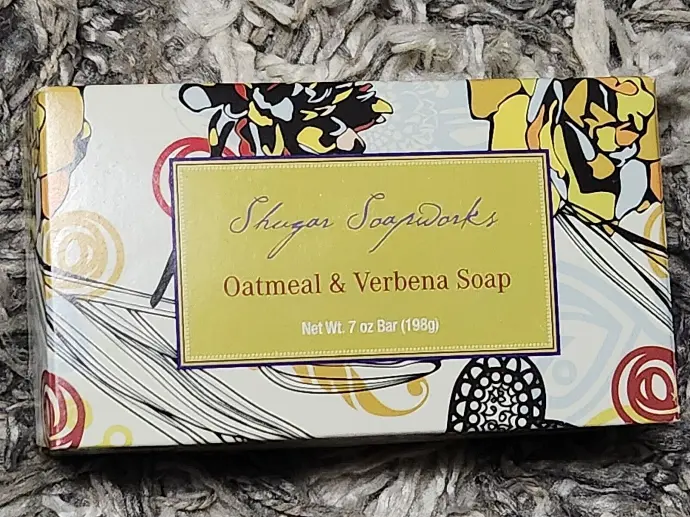 Shugar Soapworks
Oatmeal & Verbena Soap
Net Wt. 7 oz Bar (198g)